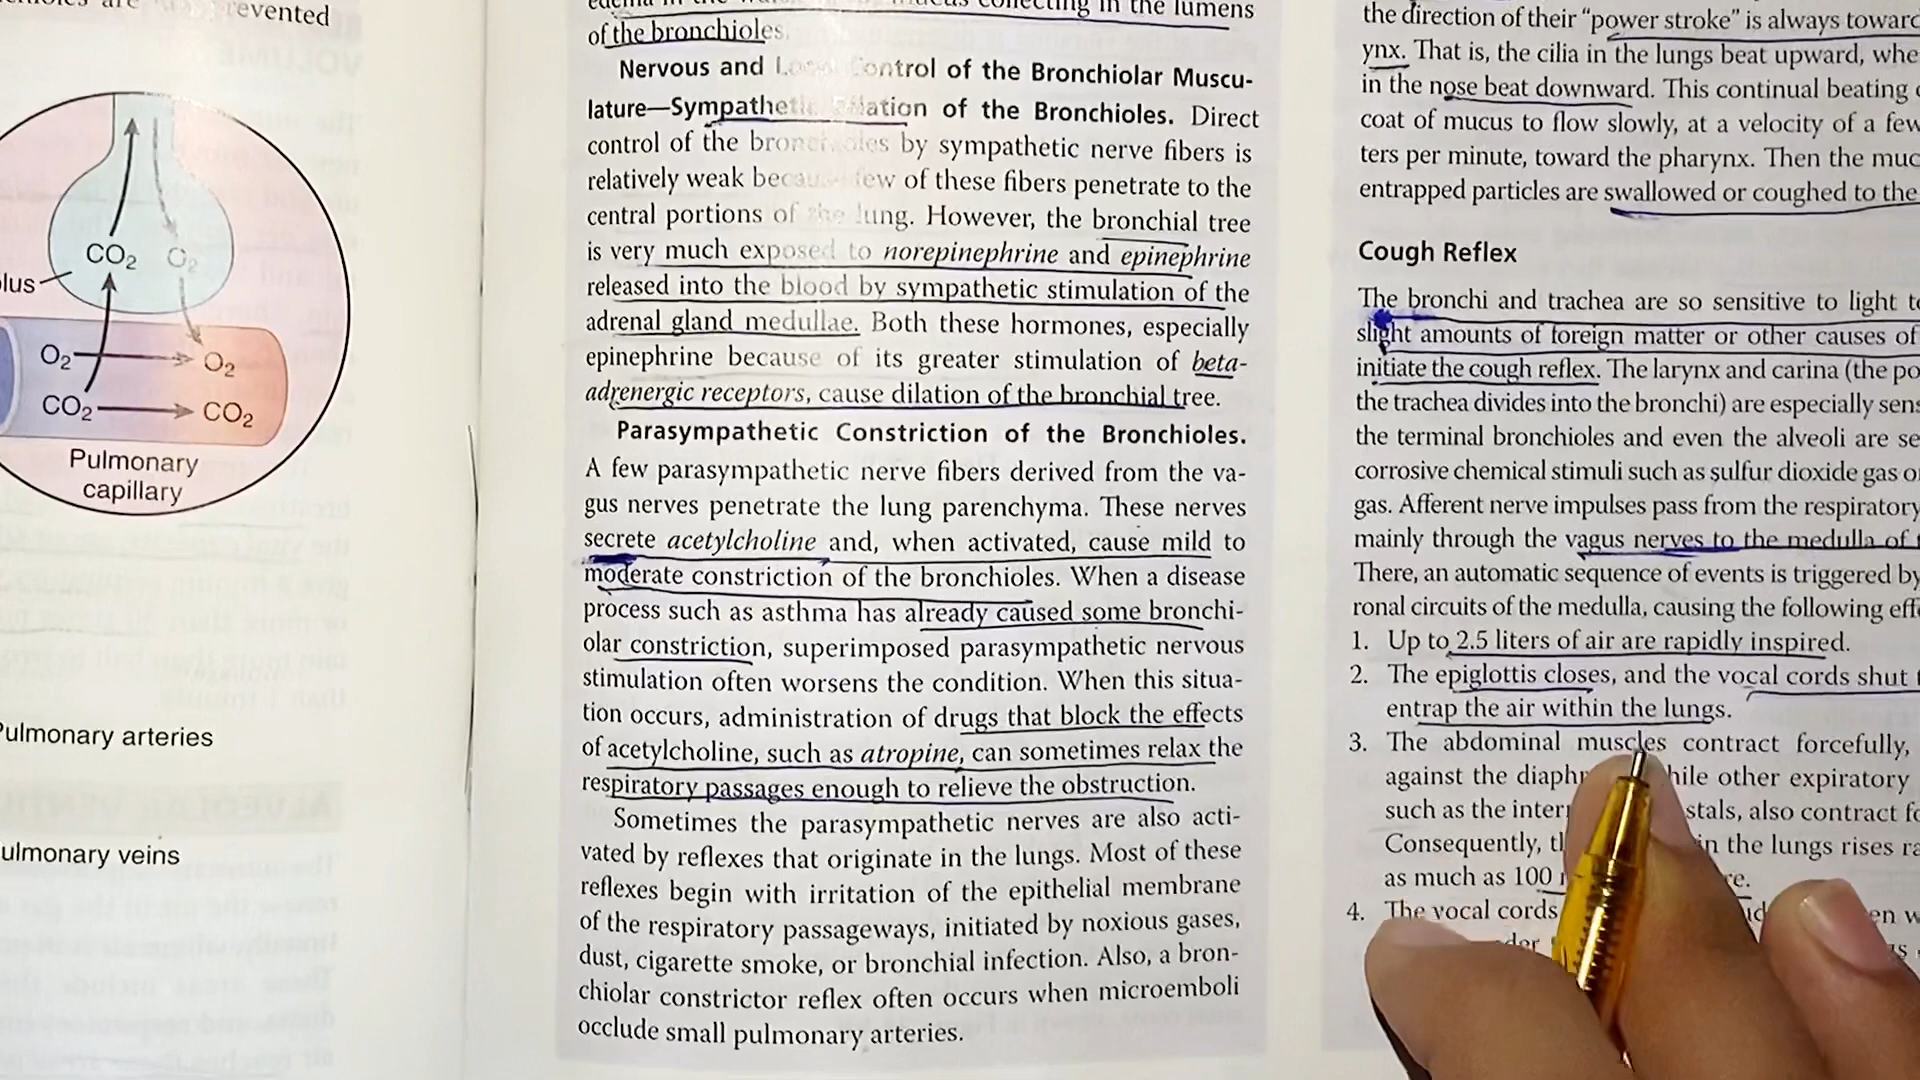 revented
CO₂ O₂
lus
O₂ O₂
CO₂ CO₂
Pulmonary
capillary
Pulmonary arteries
ulmonary veins
collecting in the lumens
of the bronchioles.
Nervous and Local Control of the Bronchiolar Muscu-
lature—Sympathetic Dilation of the Bronchioles. Direct
control of the bronchioles by sympathetic nerve fibers is
relatively weak because few of these fibers penetrate to the
central portions of the lung. However, the bronchial tree
is very much exposed to norepinephrine and epinephrine
released into the blood by sympathetic stimulation of the
adrenal gland medullae. Both these hormones, especially
epinephrine because of its greater stimulation of beta-
adrenergic receptors, cause dilation of the bronchial tree.
Parasympathetic Constriction of the Bronchioles.
A few parasympathetic nerve fibers derived from the va-
gus nerves penetrate the lung parenchyma. These nerves
secrete acetylcholine and, when activated, cause mild to
moderate constriction of the bronchioles. When a disease
process such as asthma has already caused some bronchi-
olar constriction, superimposed parasympathetic nervous
stimulation often worsens the condition. When this situa-
tion occurs, administration of drugs that block the effects
of acetylcholine, such as atropine, can sometimes relax the
respiratory passages enough to relieve the obstruction.
Sometimes the parasympathetic nerves are also acti-
vated by reflexes that originate in the lungs. Most of these
reflexes begin with irritation of the epithelial membrane
of the respiratory passageways, initiated by noxious gases,
dust, cigarette smoke, or bronchial infection. Also, a bron-
chiolar constrictor reflex often occurs when microemboli
occlude small pulmonary arteries.
the direction of their “power stroke” is always toward
ynx. That is, the cilia in the lungs beat upward, whe
in the nose beat downward. This continual beating
coat of mucus to flow slowly, at a velocity of a few
ters per minute, toward the pharynx. Then the muc
entrapped particles are swallowed or coughed to the
Cough Reflex
The bronchi and trachea are so sensitive to light to
slight amounts of foreign matter or other causes of
initiate the cough reflex. The larynx and carina (the po
the trachea divides into the bronchi) are especially sens
the terminal bronchioles and even the alveoli are se
corrosive chemical stimuli such as sulfur dioxide gas o
gas. Afferent nerve impulses pass from the respiratory
mainly through the vagus nerves to the medulla of
There, an automatic sequence of events is triggered by
ronal circuits of the medulla, causing the following eff
1. Up to 2.5 liters of air are rapidly inspired.
2. The epiglottis closes, and the vocal cords shut
entrap the air within the lungs.
3. The abdominal muscles contract forcefully,
against the diaph hile other expiratory
such as the inter stals, also contract fo
Consequently, in the lungs rises ra
as much as 100 re.
4. The vocal cords